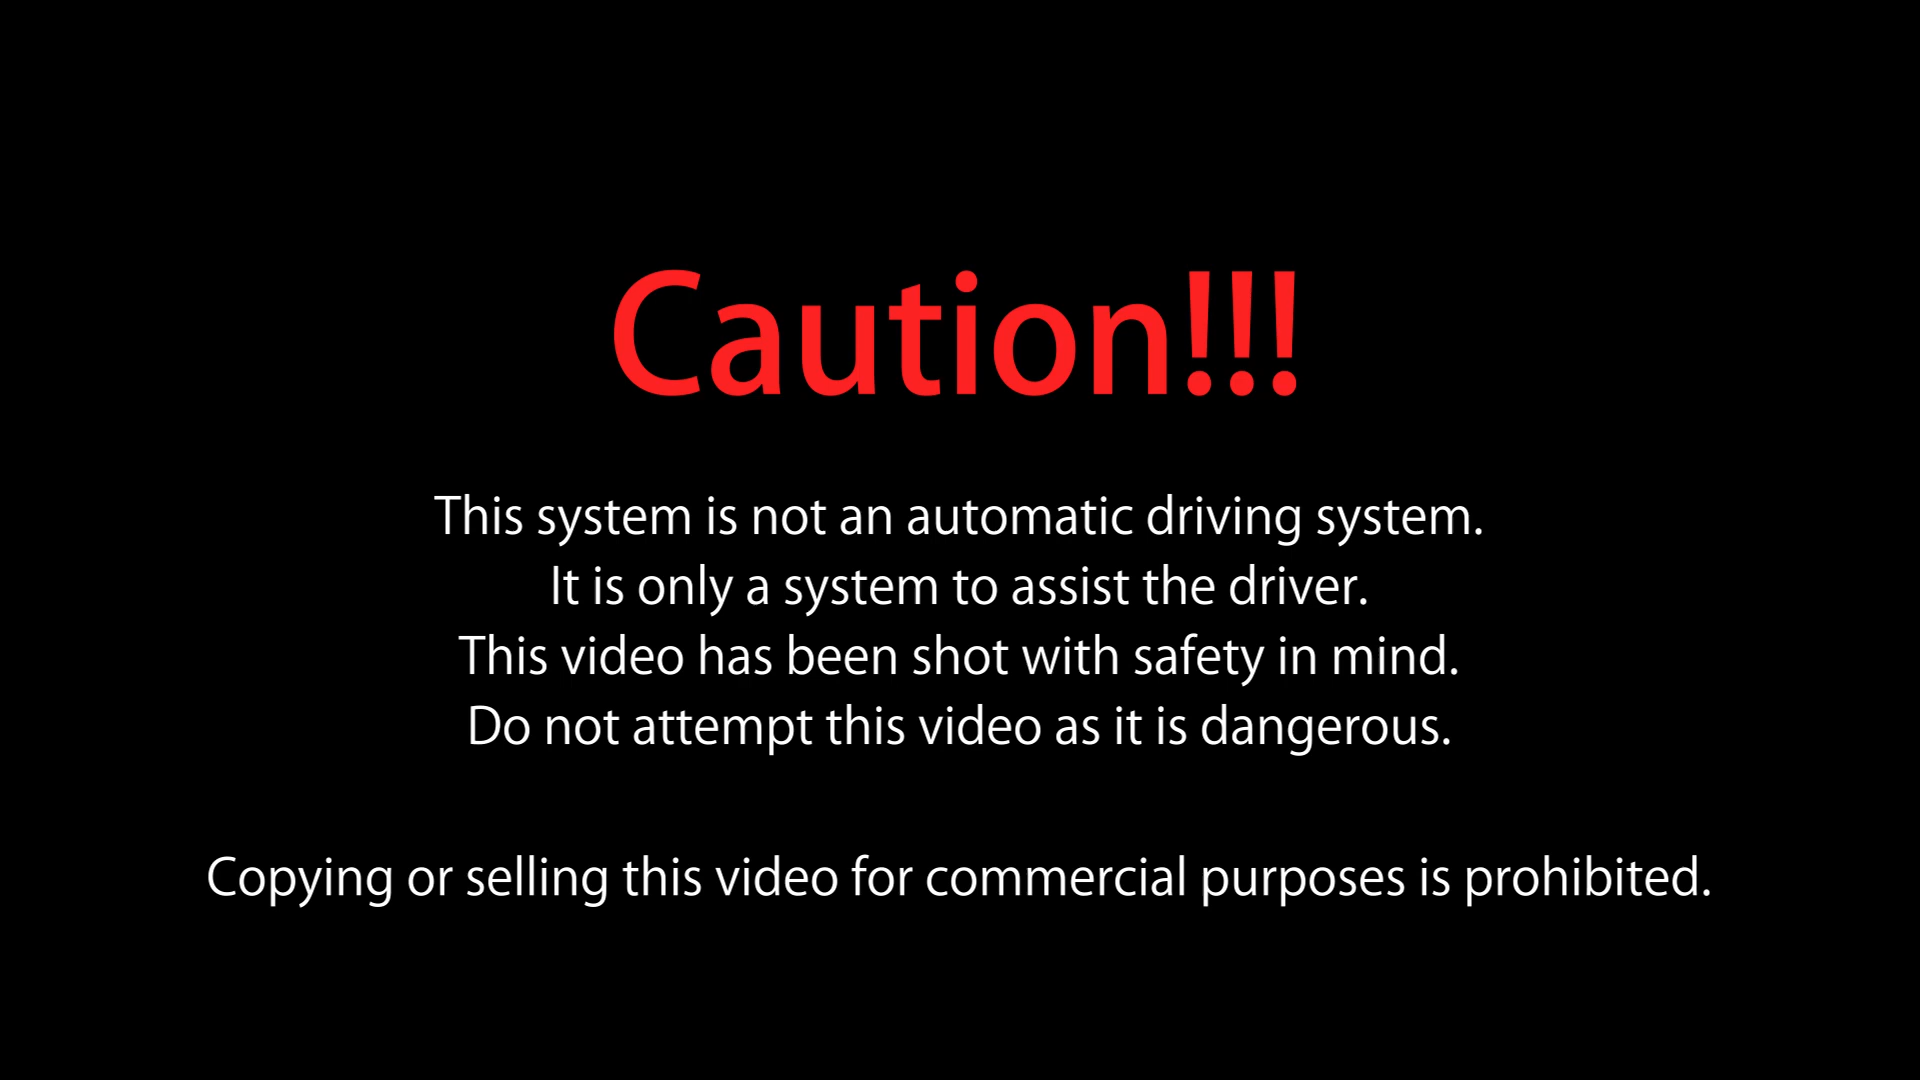 Caution!!!
This system is not an automatic driving system.
It is only a system to assist the driver.
This video has been shot with safety in mind.
Do not attempt this video as it is dangerous.
Copying or selling this video for commercial purposes is prohibited.